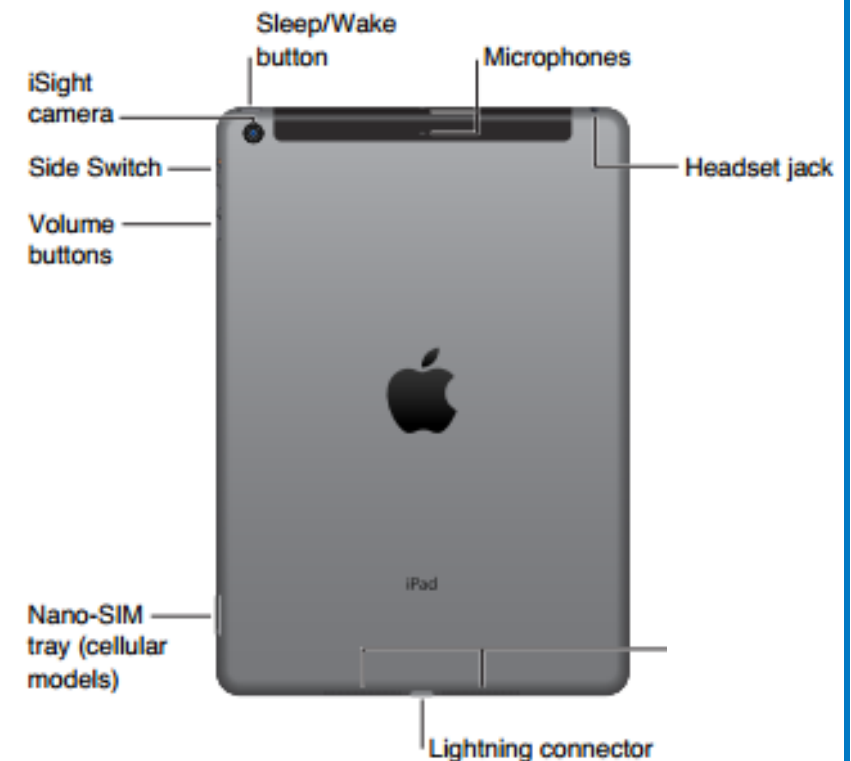 Sleep/Wake
button
Microphones
iSight
camera
Side Switch
Headset jack
Volume
buttons
iPad
Nano-SIM
tray (cellular
models)
Lightning connector